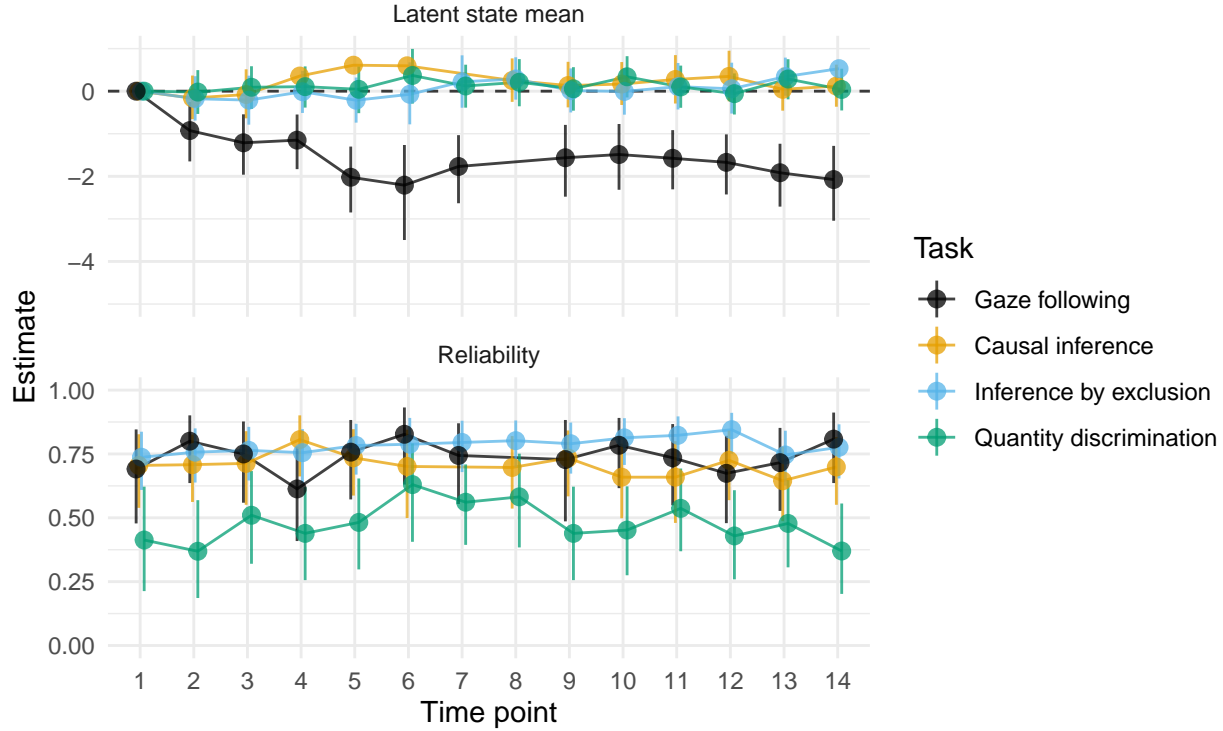 Latent state mean
0
−2
−4
Estimate
Reliability
1.00
0.75
0.50
0.25
0.00
1 2 3 4 5 6 7 8 9 10 11 12 13 14
Time point
Task
Gaze following
Causal inference
Inference by exclusion
Quantity discrimination